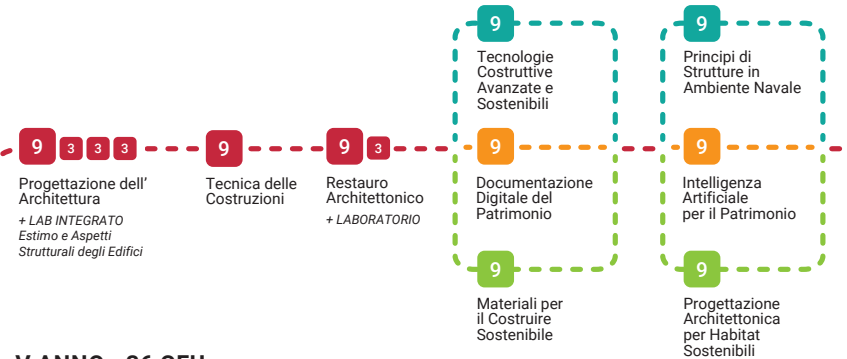 9
Tecnologie
Costruttive
Avanzate e
Sostenibili
9
Principi di
Strutture in
Ambiente Navale
9 3 3 3
Progettazione dell'
Architettura
+ LAB INTEGRATO
Estimo e Aspetti
Strutturali degli Edifici
9
Tecnica delle
Costruzioni
9 3
Restauro
Architettonico
+ LABORATORIO
9
Documentazione
Digitale del
Patrimonio
9
Intelligenza
Artificiale
per il Patrimonio
9
Materiali per
il Costruire
Sostenibile
9
Progettazione
Architettonica
per Habitat
Sostenibili